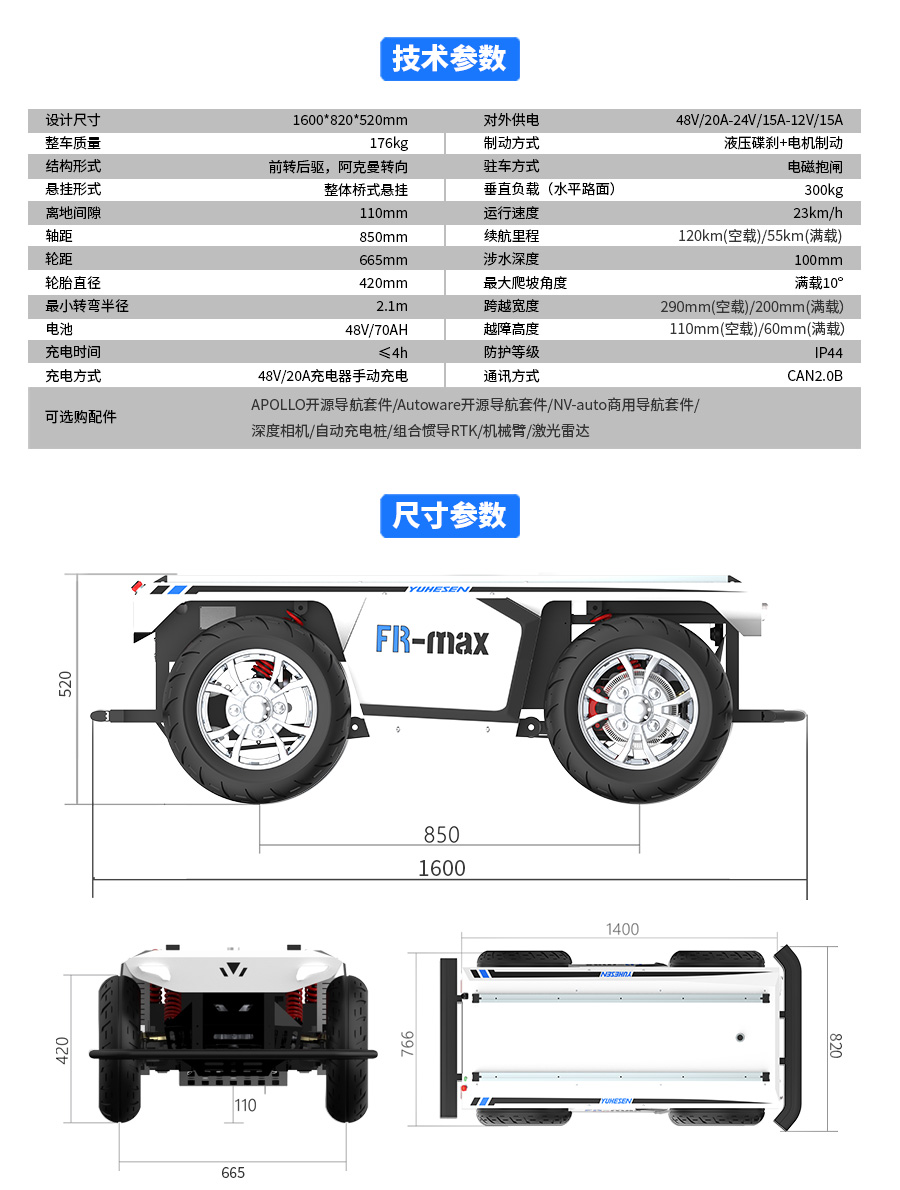 技术参数
设计尺寸 1600*820*520mm 对外供电 48V/20A-24V/15A-12V/15A
整车质量 176kg 制动方式 液压碟刹+电机制动
结构形式 前转后驱，阿克曼转向 驻车方式 电磁抱闸
悬挂形式 整体桥式悬挂 垂直负载（水平路面） 300kg
离地间隙 110mm 运行速度 23km/h
轴距 850mm 续航里程 120km(空载)/55km(满载)
轮距 665mm 涉水深度 100mm
轮胎直径 420mm 最大爬坡角度 满载10°
最小转弯半径 2.1m 跨越宽度 290mm(空载)/200mm(满载)
电池 48V/70AH 越障高度 110mm(空载)/60mm(满载)
充电时间 ≤4h 防护等级 IP44
充电方式 48V/20A充电器手动充电 通讯方式 CAN2.0B
可选购配件 APOLLO开源导航套件/Autoware开源导航套件/NV-auto商用导航套件/
深度相机/自动充电桩/组合惯导RTK/机械臂/激光雷达
尺寸参数
YUHESEN
FR-max
520
850
1600
1400
YUHESEN
420
766
820
110
YUHESEN
FR-max
665